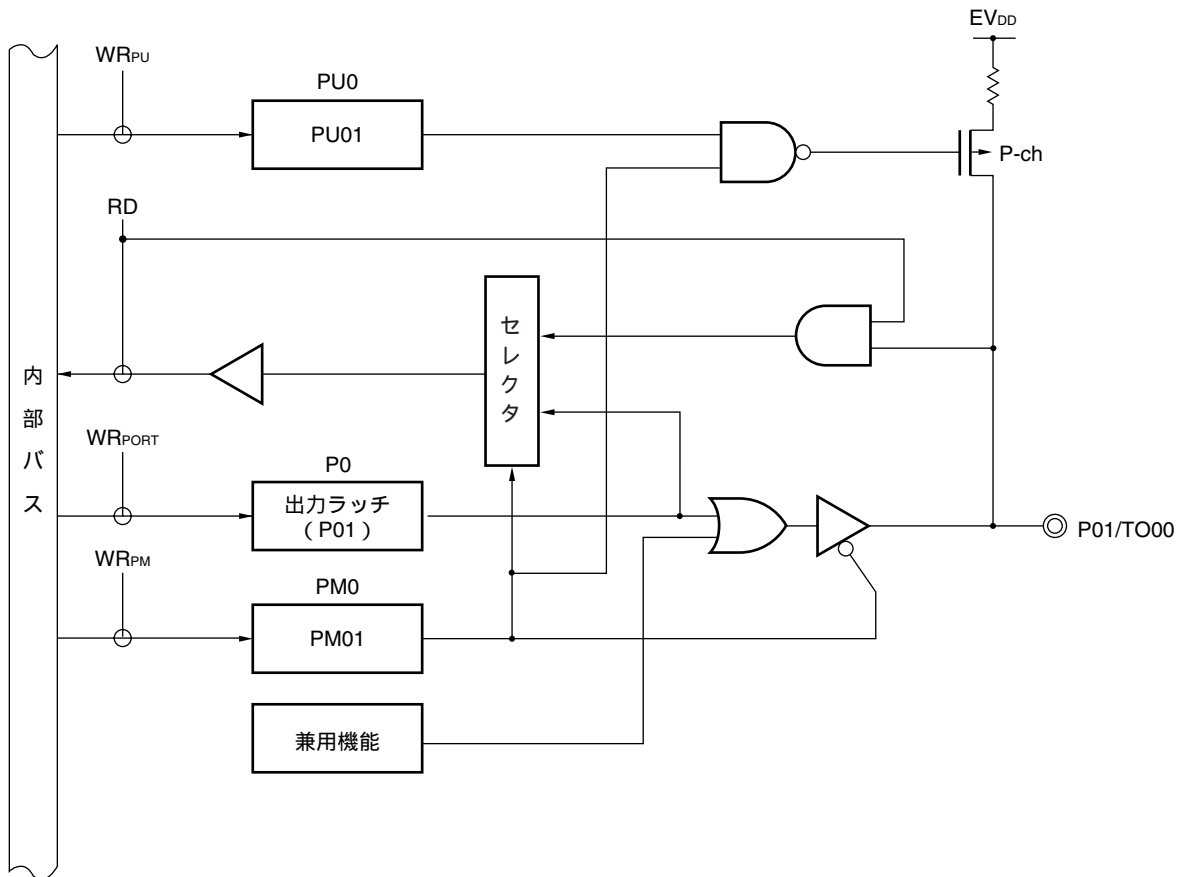 EVDD
WRPU
PU0
PU01
P-ch
RD
セレクタ
内部バス
WRPORT
P0
出力ラッチ
（P01）
P01/TO00
WRPM
PM0
PM01
兼用機能